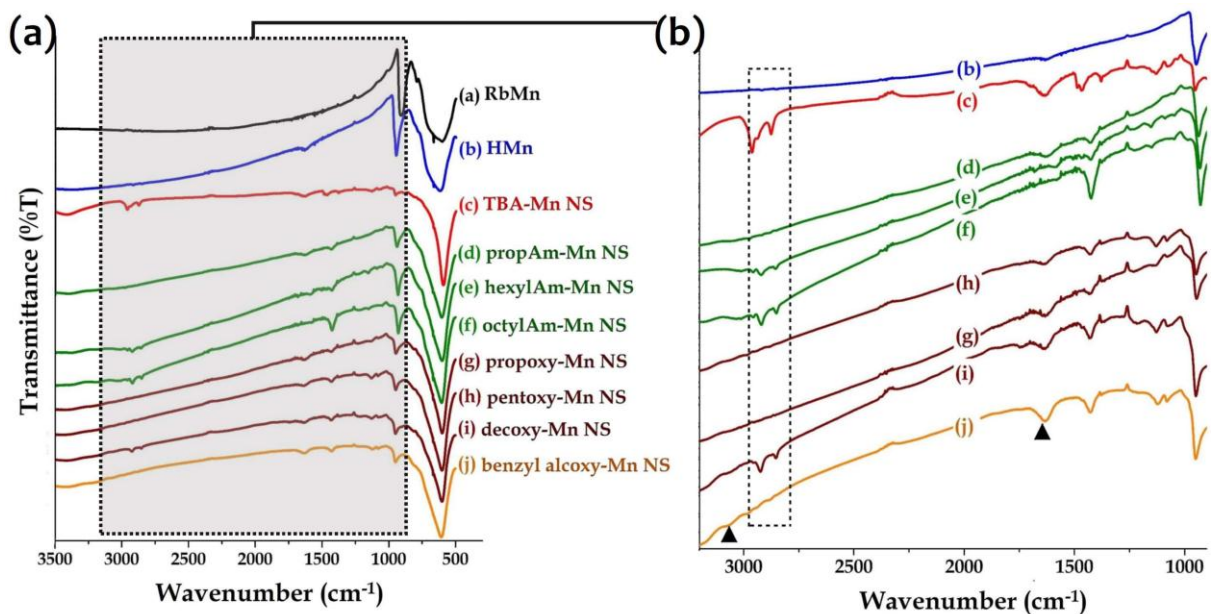 (a)
(b)
(a) RbMn
(b) HMn
(c) TBA-Mn NS
(d) propAm-Mn NS
(e) hexylAm-Mn NS
(f) octylAm-Mn NS
(g) propoxy-Mn NS
(h) pentoxy-Mn NS
(i) decoxy-Mn NS
(j) benzyl alcoxy-Mn NS
Transmittance (%T)
3500 3000 2500 2000 1500 1000 500
Wavenumber (cm-1)
(b)
(c)
(d)
(e)
(f)
(h)
(g)
(i)
(j)
3000 2500 2000 1500 1000
Wavenumber (cm-1)